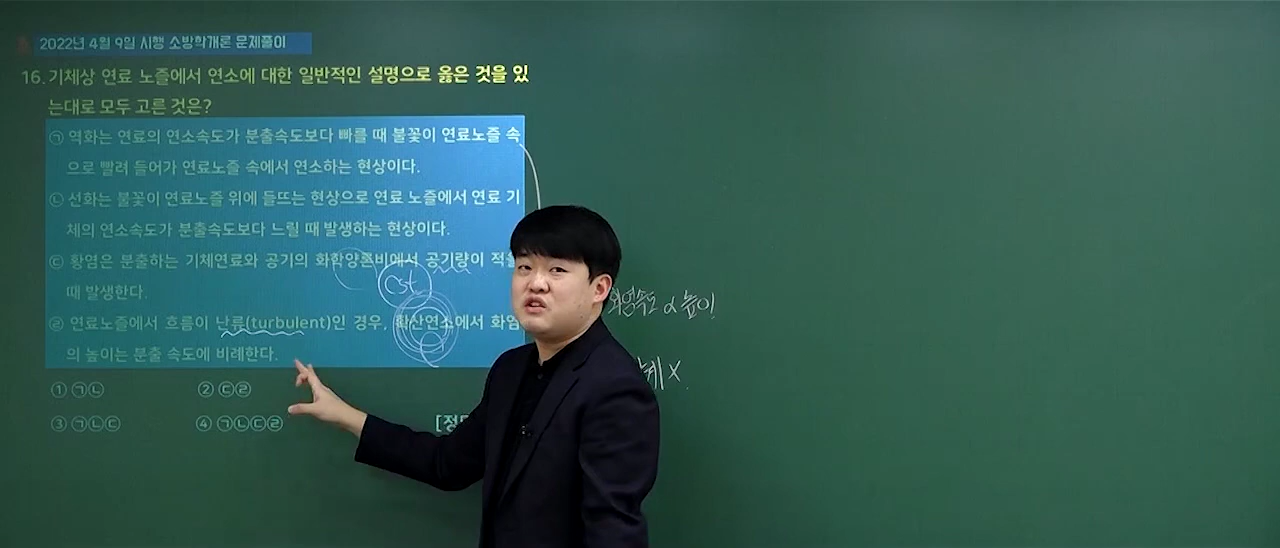 2022년 4월 9일 시행 소방학개론 문제풀이
16. 기체상 연료 노즐에서 연소에 대한 일반적인 설명으로 옳은 것을 있
는대로 모두 고른 것은?
㉠ 역화는 연료의 연소속도가 분출속도보다 빠를 때 불꽃이 연료노즐 속
으로 빨려 들어가 연료노즐 속에서 연소하는 현상이다.
㉡ 선화는 불꽃이 연료노즐 위에 들뜨는 현상으로 연료 노즐에서 연료 기
체의 연소속도가 분출속도보다 느릴 때 발생하는 현상이다.
㉢ 황염은 분출하는 기체연료와 공기의 화학양론비에서 공기량이 적을
때 발생한다.
Cst
㉣ 연료노즐에서 흐름이 난류(turbulent)인 경우, 확산연소에서 화염
의 높이는 분출 속도에 비례한다.
속도 α 높이
계 X
① ㉠㉡ ② ㉢㉣
③ ㉠㉡㉢ ④ ㉠㉡㉢㉣